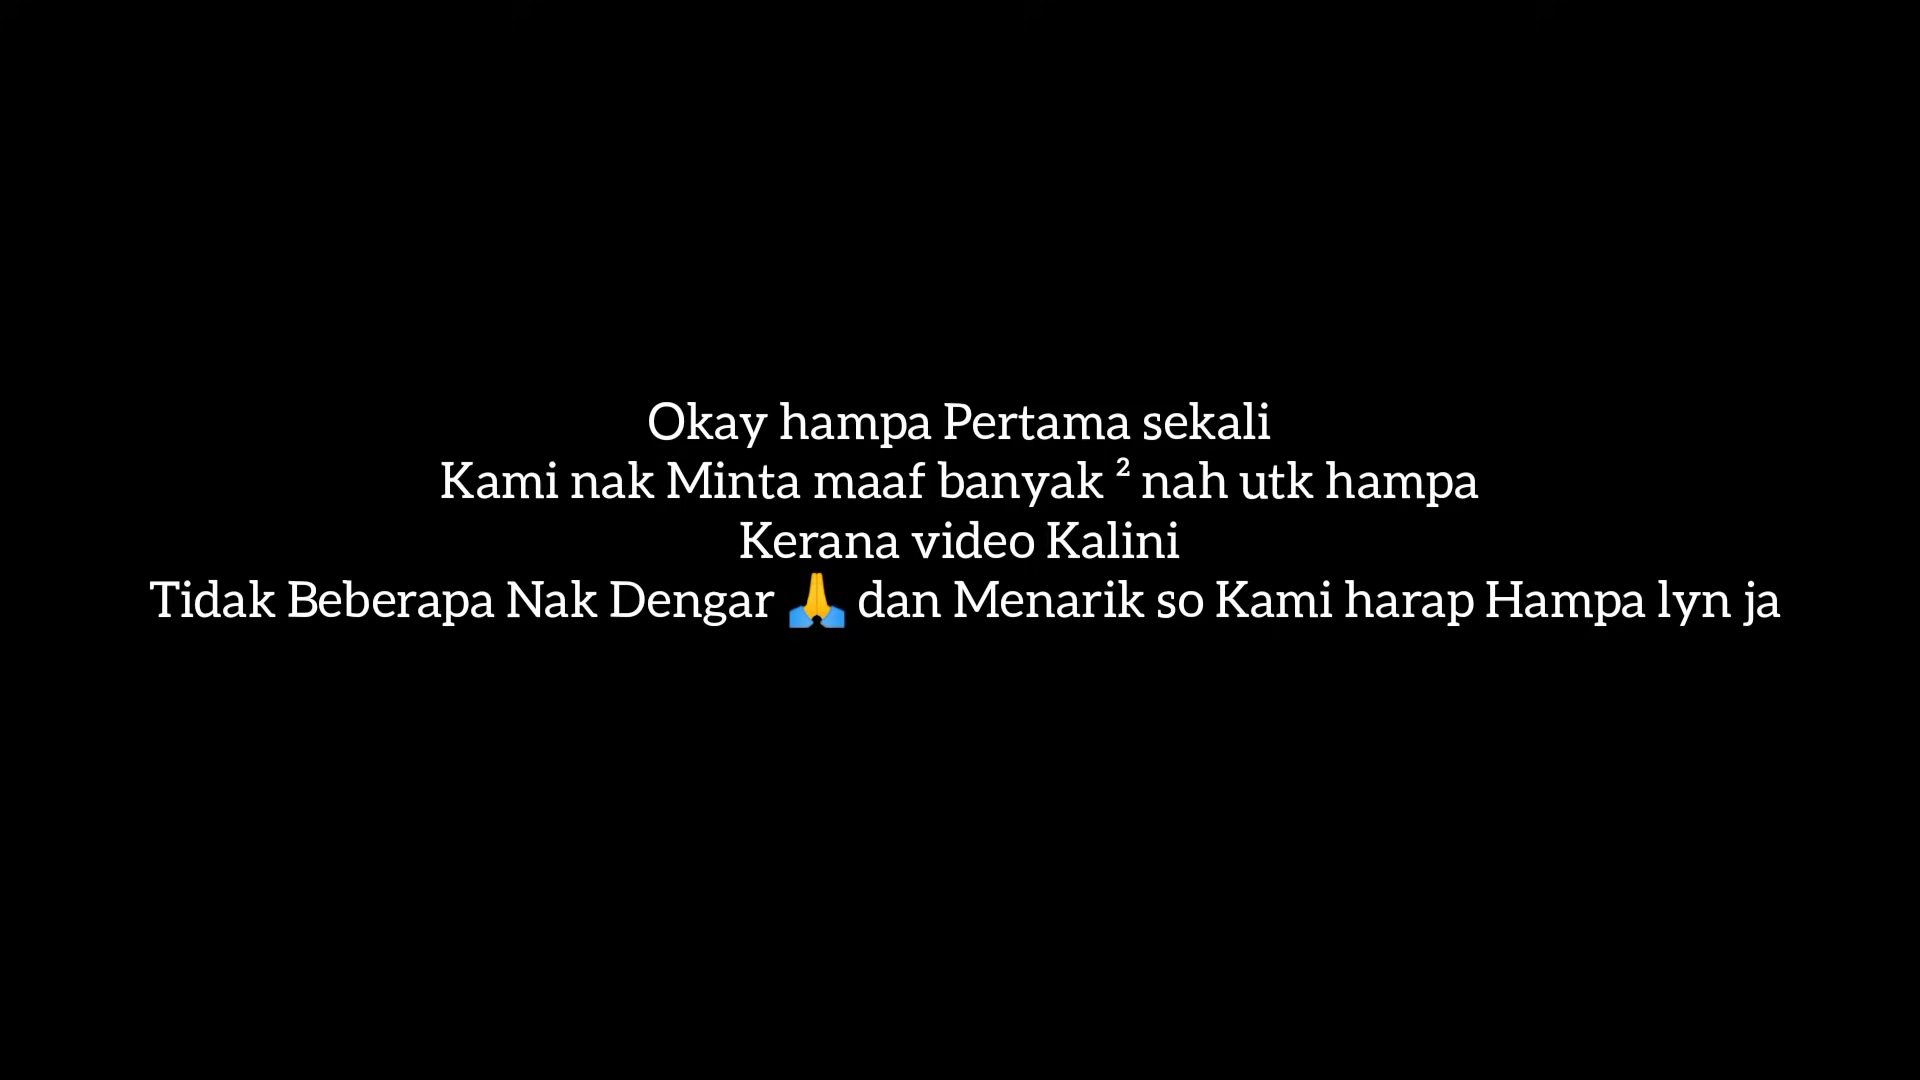 Okay hampa Pertama sekali
Kami nak Minta maaf banyak ² nah utk hampa
Kerana video Kalini
Tidak Beberapa Nak Dengar 🙏 dan Menarik so Kami harap Hampa lyn ja